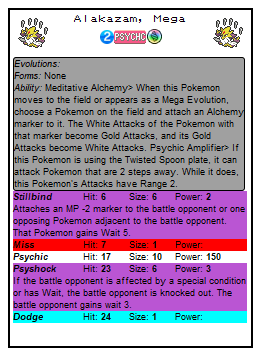 Alakazam, Mega
2 PSYCHC
Evolutions:
Forms: None
Ability: Meditative Alchemy> When this Pokemon
moves to the field or appears as a Mega Evolution,
choose a Pokemon on the field and attach an Alchemy
marker to it. The White Attacks of the Pokemon with
that marker become Gold Attacks, and its Gold
Attacks become White Attacks. Psychic Amplifier> If
this Pokemon is using the Twisted Spoon plate, it can
attack Pokemon that are 2 steps away. While it does,
this Pokemon's Attacks have Range 2.
Stillbind Hit: 6 Size: 6 Power: 2
Attaches an MP -2 marker to the battle opponent or one
opposing Pokemon adjacent to the battle opponent.
That Pokemon gains Wait 5.
Miss Hit: 7 Size: 1 Power:
Psychic Hit: 17 Size: 10 Power: 150
Psyshock Hit: 23 Size: 6 Power: 3
If the battle opponent is affected by a special condition
or has Wait, the battle opponent is knocked out. The
battle opponent gains wait 3.
Dodge Hit: 24 Size: 1 Power: